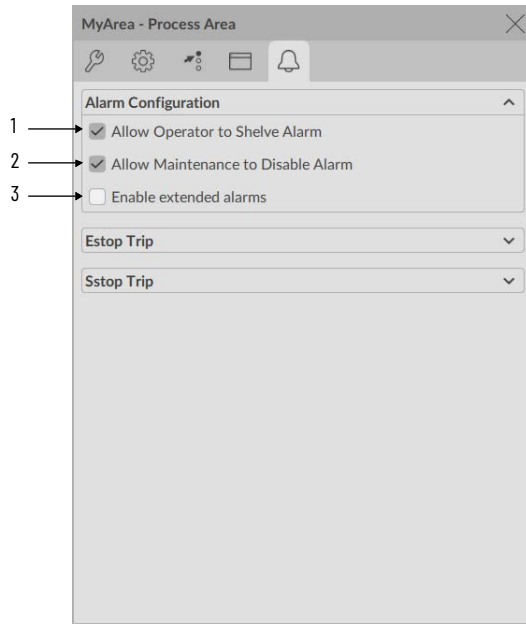 MyArea - Process Area
Alarm Configuration
1 Allow Operator to Shelve Alarm
2 Allow Maintenance to Disable Alarm
3 Enable extended alarms
Estop Trip
Sstop Trip